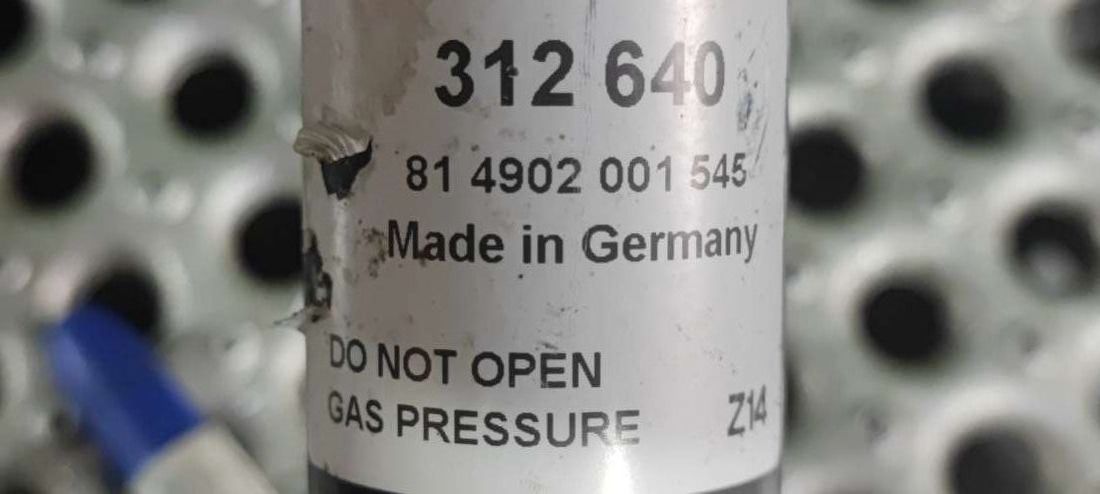 312 640
81 4902 001 545
Made in Germany
DO NOT OPEN
GAS PRESSURE Z14